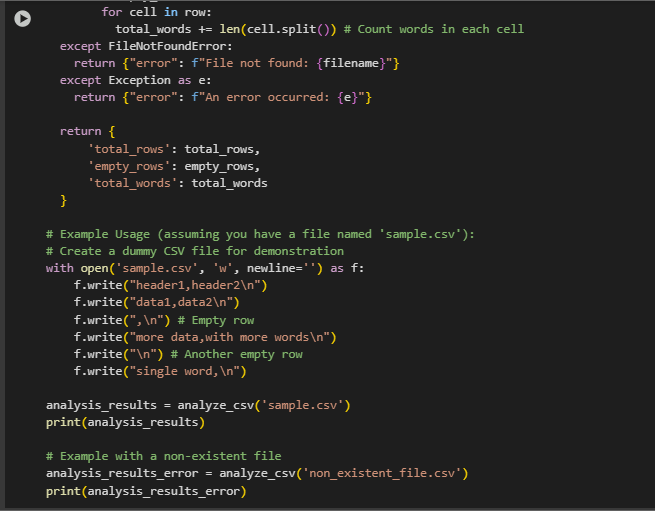 for cell in row:
total_words += len(cell.split()) # Count words in each cell
except FileNotFoundError:
return {"error": f"File not found: {filename}"}
except Exception as e:
return {"error": f"An error occurred: {e}"}
return {
'total_rows': total_rows,
'empty_rows': empty_rows,
'total_words': total_words
}
# Example Usage (assuming you have a file named 'sample.csv'):
# Create a dummy CSV file for demonstration
with open('sample.csv', 'w', newline='') as f:
f.write("header1,header2\n")
f.write("data1,data2\n")
f.write(",\n") # Empty row
f.write("more data,with more words\n")
f.write("\n") # Another empty row
f.write("single word,\n")
analysis_results = analyze_csv('sample.csv')
print(analysis_results)
# Example with a non-existent file
analysis_results_error = analyze_csv('non_existent_file.csv')
print(analysis_results_error)